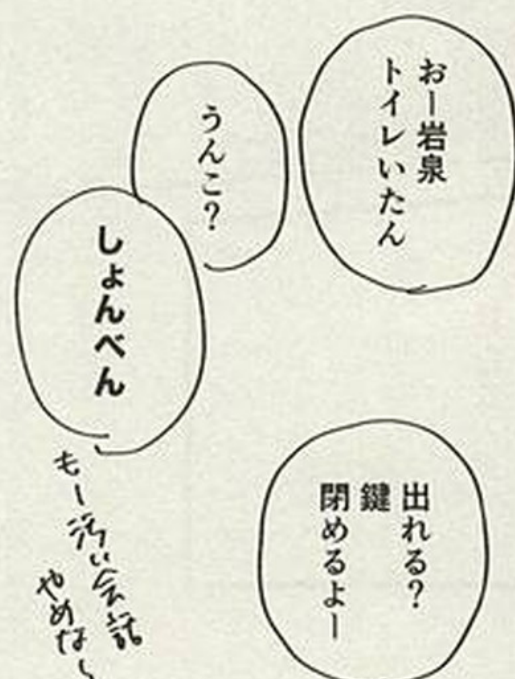 おー岩泉
トイレいたん
うんこ？
しょんべん
もー汚い会話
やめな〜
出れる？
鍵
閉めるよー